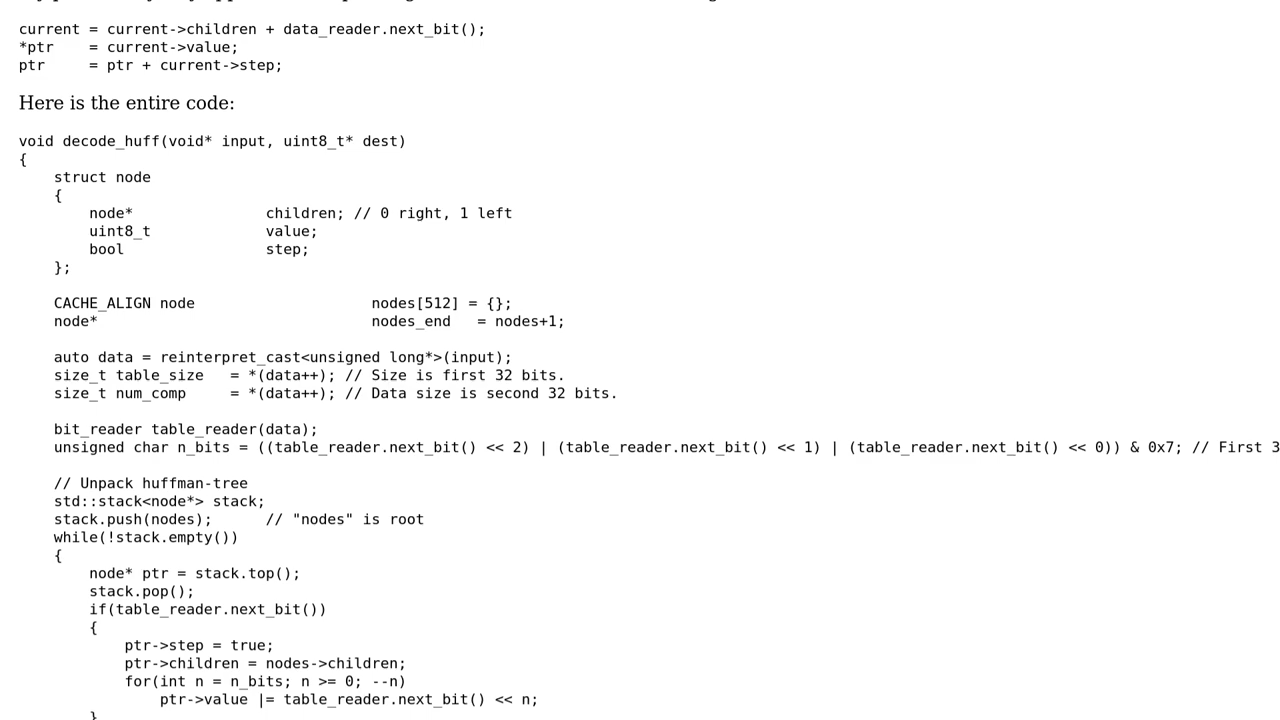 current = current->children + data_reader.next_bit();
*ptr    = current->value;
ptr     = ptr + current->step;
Here is the entire code:
void decode_huff(void* input, uint8_t* dest)
{
    struct node
    {
        node*               children; // 0 right, 1 left
        uint8_t             value;
        bool                step;
    };
    CACHE_ALIGN node                    nodes[512] = {};
    node*                               nodes_end   = nodes+1;
    auto data = reinterpret_cast<unsigned long*>(input);
    size_t table_size   = *(data++); // Size is first 32 bits.
    size_t num_comp     = *(data++); // Data size is second 32 bits.
    bit_reader table_reader(data);
    unsigned char n_bits = ((table_reader.next_bit() << 2) | (table_reader.next_bit() << 1) | (table_reader.next_bit() << 0)) & 0x7; // First 3
    // Unpack huffman-tree
    std::stack<node*> stack;
    stack.push(nodes);      // "nodes" is root
    while(!stack.empty())
    {
        node* ptr = stack.top();
        stack.pop();
        if(table_reader.next_bit())
        {
            ptr->step = true;
            ptr->children = nodes->children;
            for(int n = n_bits; n >= 0; --n)
                ptr->value |= table_reader.next_bit() << n;
        }